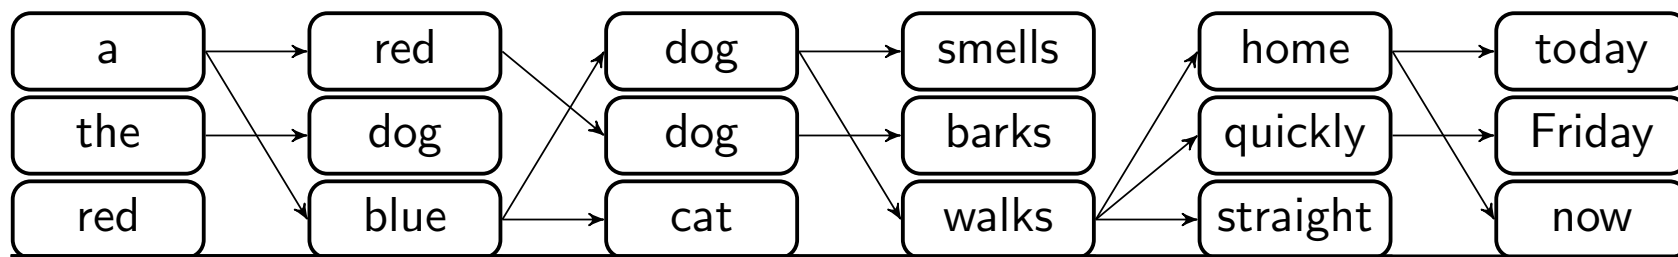 a red dog smells home today
the dog dog barks quickly Friday
red blue cat walks straight now